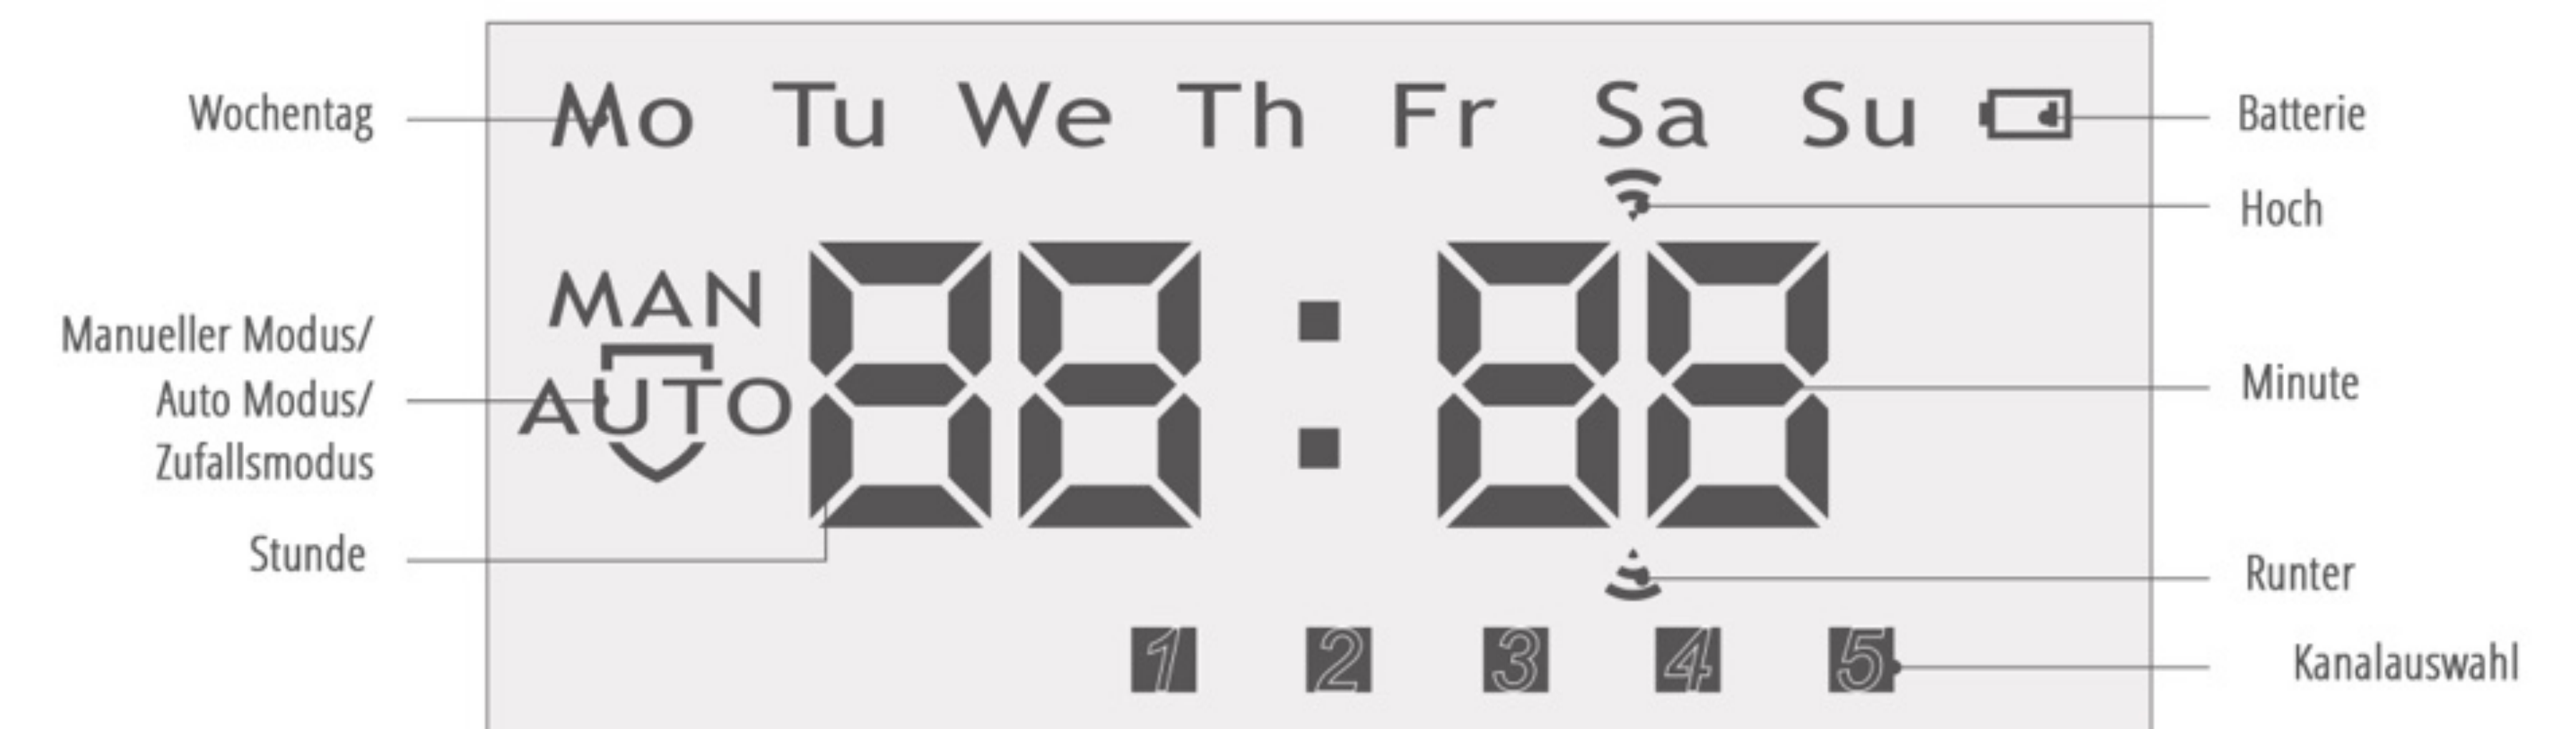 Wochentag
Mo Tu We Th Fr Sa Su
Batterie
Hoch
MAN
Manueller Modus/
Auto Modus/
Zufallsmodus
AUTO
88:88
Minute
Stunde
Runter
1 2 3 4 5
Kanalauswahl